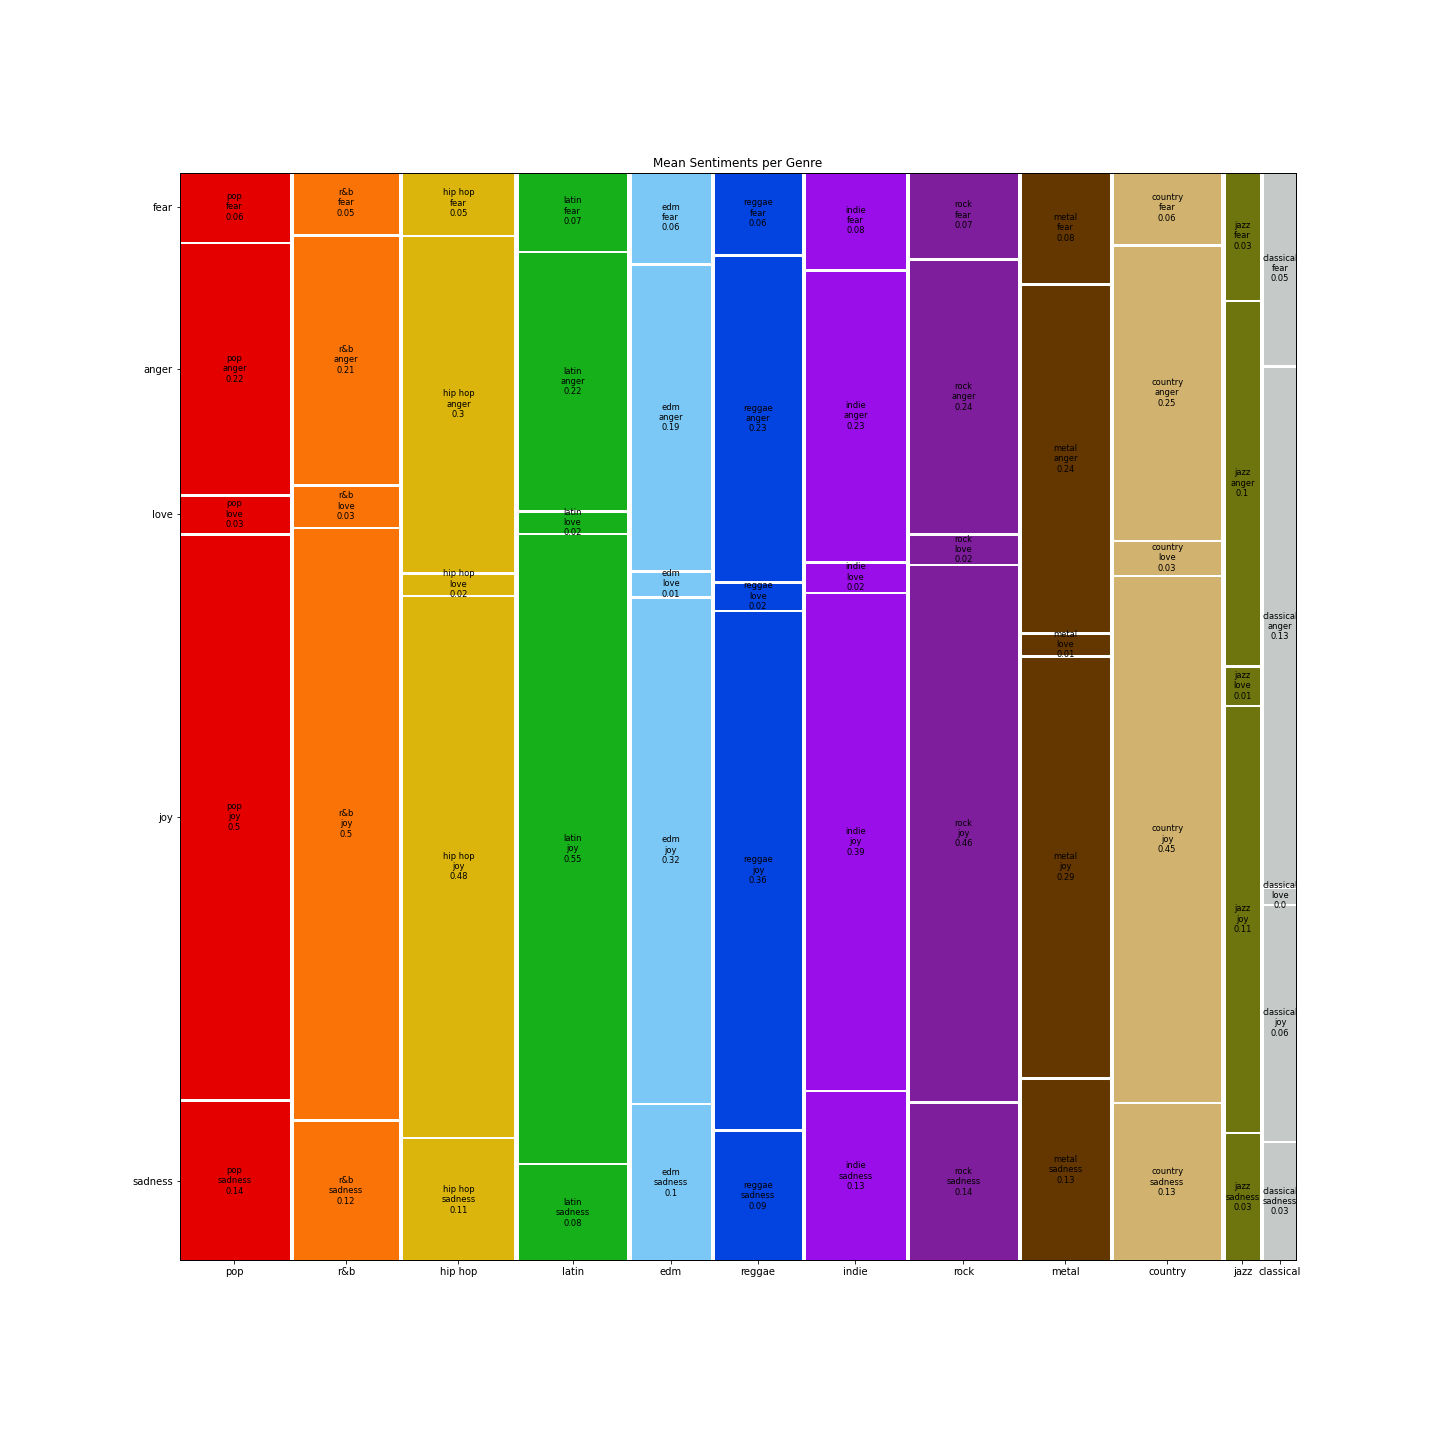 Mean Sentiments per Genre
fear
anger
love
joy
sadness
pop
fear
0.06
pop
anger
0.22
pop
love
0.03
pop
joy
0.5
pop
sadness
0.14
r&b
fear
0.05
r&b
anger
0.21
r&b
love
0.03
r&b
joy
0.5
r&b
sadness
0.12
hip hop
fear
0.05
hip hop
anger
0.3
hip hop
love
0.02
hip hop
joy
0.48
hip hop
sadness
0.11
latin
fear
0.07
latin
anger
0.22
latin
love
0.02
latin
joy
0.55
latin
sadness
0.08
edm
fear
0.06
edm
anger
0.19
edm
love
0.01
edm
joy
0.32
edm
sadness
0.1
reggae
fear
0.06
reggae
anger
0.23
reggae
love
0.02
reggae
joy
0.36
reggae
sadness
0.09
indie
fear
0.08
indie
anger
0.23
indie
love
0.02
indie
joy
0.39
indie
sadness
0.13
rock
fear
0.07
rock
anger
0.24
rock
love
0.02
rock
joy
0.46
rock
sadness
0.14
metal
fear
0.08
metal
anger
0.24
metal
love
0.01
metal
joy
0.29
metal
sadness
0.13
country
fear
0.06
country
anger
0.25
country
love
0.03
country
joy
0.45
country
sadness
0.13
jazz
fear
0.03
jazz
anger
0.1
jazz
love
0.01
jazz
joy
0.11
jazz
sadness
0.03
classical
fear
0.05
classical
anger
0.13
classical
love
0.0
classical
joy
0.06
classical
sadness
0.03
pop r&b hip hop latin edm reggae indie rock metal country jazz classical